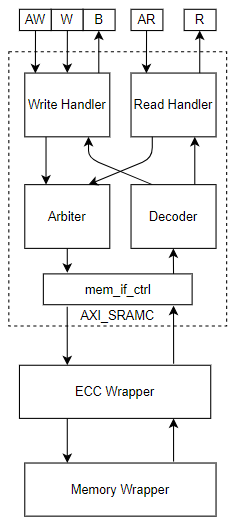 AW W B AR R
Write Handler Read Handler
Arbiter Decoder
mem_if_ctrl
AXI_SRAMC
ECC Wrapper
Memory Wrapper